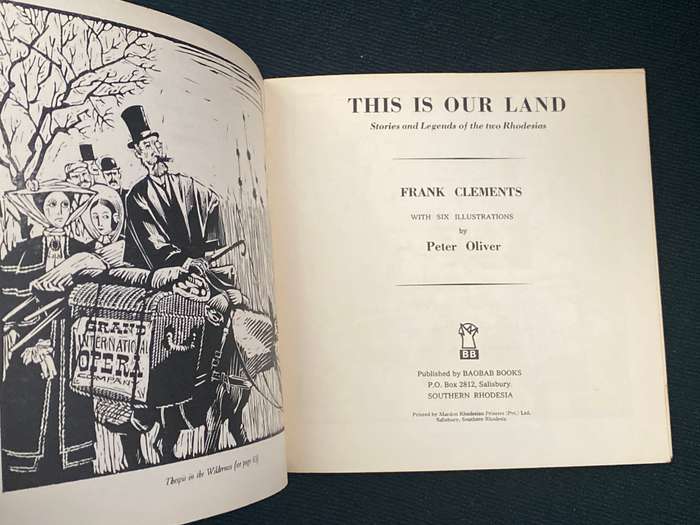 GRAND
INTERNATIONAL
OPERA
COMPANY
Thespis in the Wilderness (see page 63)
THIS IS OUR LAND
Stories and Legends of the two Rhodesias
FRANK CLEMENTS
WITH SIX ILLUSTRATIONS
by
Peter Oliver
BB
Published by BAOBAB BOOKS
P.O. Box 2812, Salisbury.
SOUTHERN RHODESIA
Printed by Mardon Rhodesian Printers (Pvt.) Ltd.
Salisbury, Southern Rhodesia.